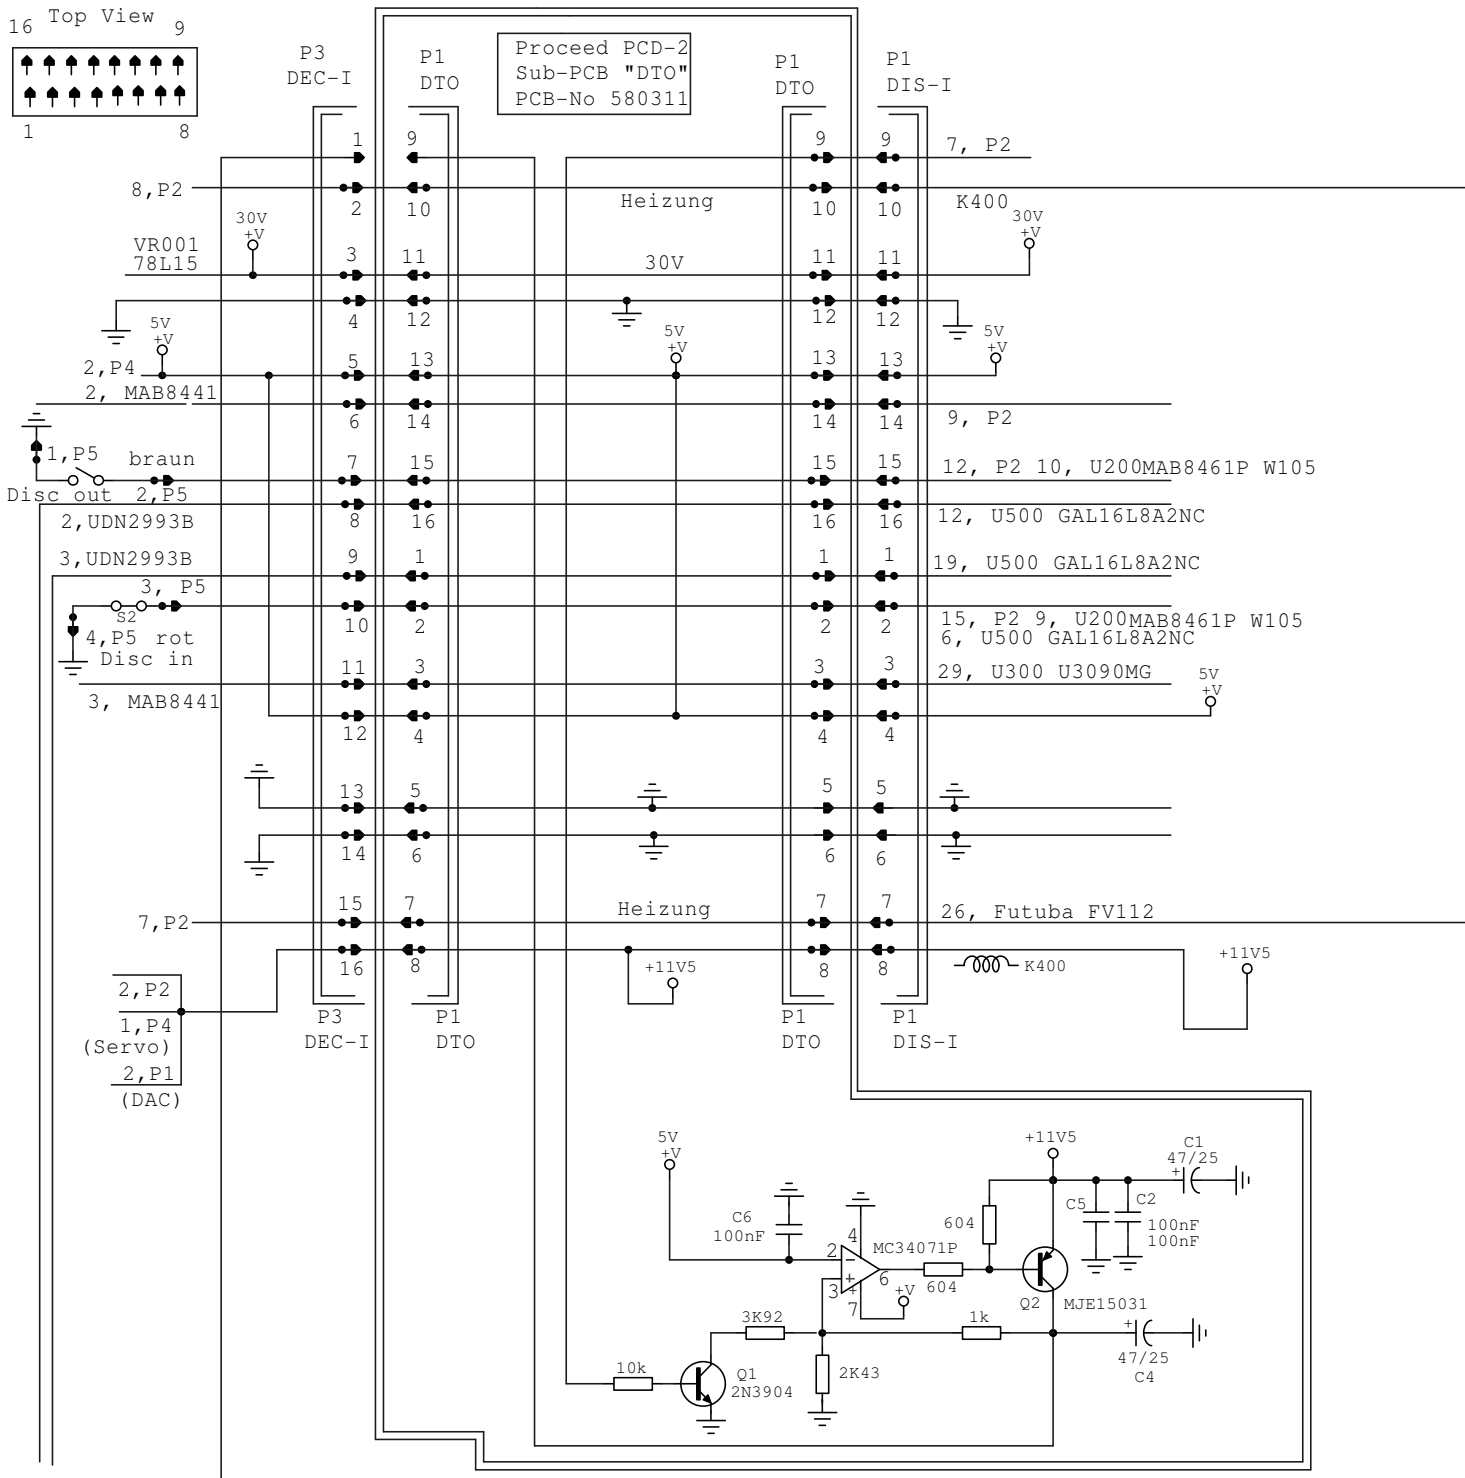 16 Top View 9
1 8
Proceed PCD-2
Sub-PCB "DTO"
PCB-No 580311
P3
DEC-I
P1
DTO
P1
DTO
P1
DIS-I
1 9 9 9 7, P2
8,P2 2 10 Heizung 10 10 K400
30V
+V
30V
+V
VR001
78L15
3 11 30V 11 11
4 12 12 12
5V
+V
5V
+V
5V
+V
2,P4 5 13 13 13
2, MAB8441
6 14 14 14 9, P2
1,P5 braun 7 15 15 15 12, P2 10, U200MAB8461P W105
Disc out 2,P5
2,UDN2993B 8 16 16 16 12, U500 GAL16L8A2NC
3,UDN2993B 9 1 1 1 19, U500 GAL16L8A2NC
3, P5
S2
10 2 2 2 15, P2 9, U200MAB8461P W105
4,P5 rot
6, U500 GAL16L8A2NC
Disc in
11 3 3 3 29, U300 U3090MG
3, MAB8441
5V
+V
12 4 4 4
13 5 5 5
14 6 6 6
7,P2 15 7 Heizung 7 7 26, Futuba FV112
16 8 +11V5 8 8 K400 +11V5
2,P2
1,P4
(Servo)
2,P1
(DAC)
P3
DEC-I
P1
DTO
P1
DTO
P1
DIS-I
5V
+V
+11V5
C1
47/25
+
C6
100nF
604
C5 C2
100nF
100nF
4
2 −
MC34071P
3 +
6
+
7
+V
604
Q2 MJE15031
3K92
1k
+
47/25
C4
10k
Q1
2N3904
2K43